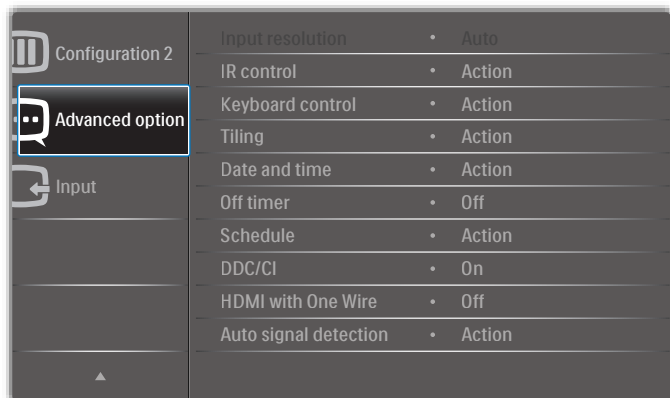 Configuration 2
Advanced option
Input
Input resolution • Auto
IR control • Action
Keyboard control • Action
Tiling • Action
Date and time • Action
Off timer • Off
Schedule • Action
DDC/CI • On
HDMI with One Wire • Off
Auto signal detection • Action